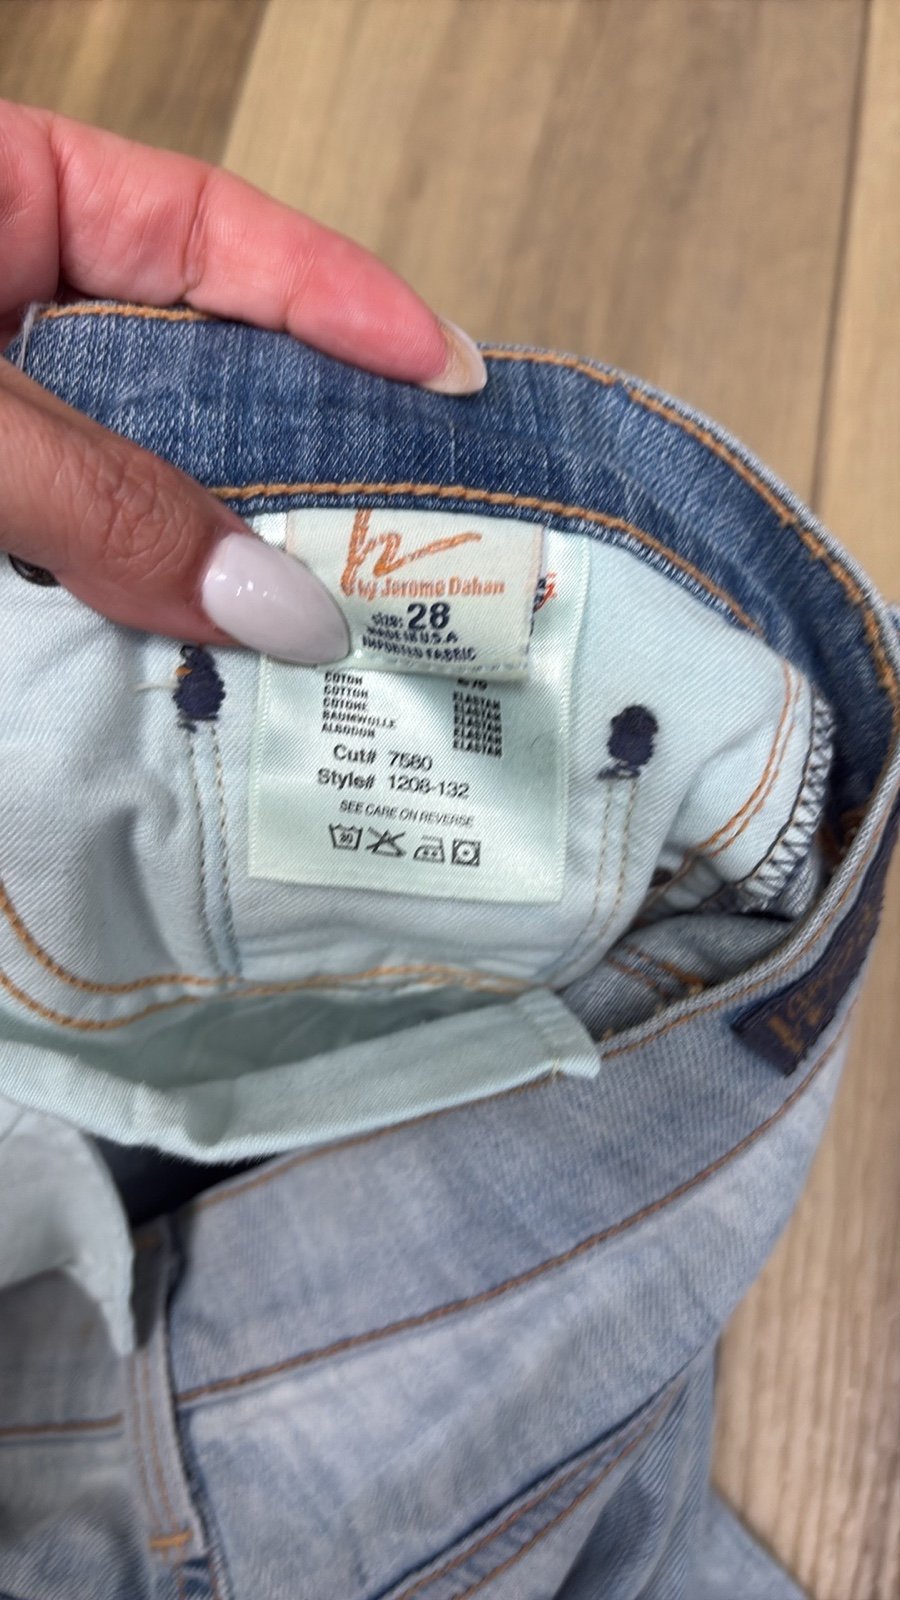 by Jerome Dahan
size: 28
MADE IN U.S.A
IMPORTED FABRIC
COTON
COTTON
COTONE
BAUMWOLLE
ALGODON
ELASTAN
ELASTAN
ELASTAN
ELASTAN
ELASTAN
Cut# 7580
Style# 1208-132
SEE CARE ON REVERSE